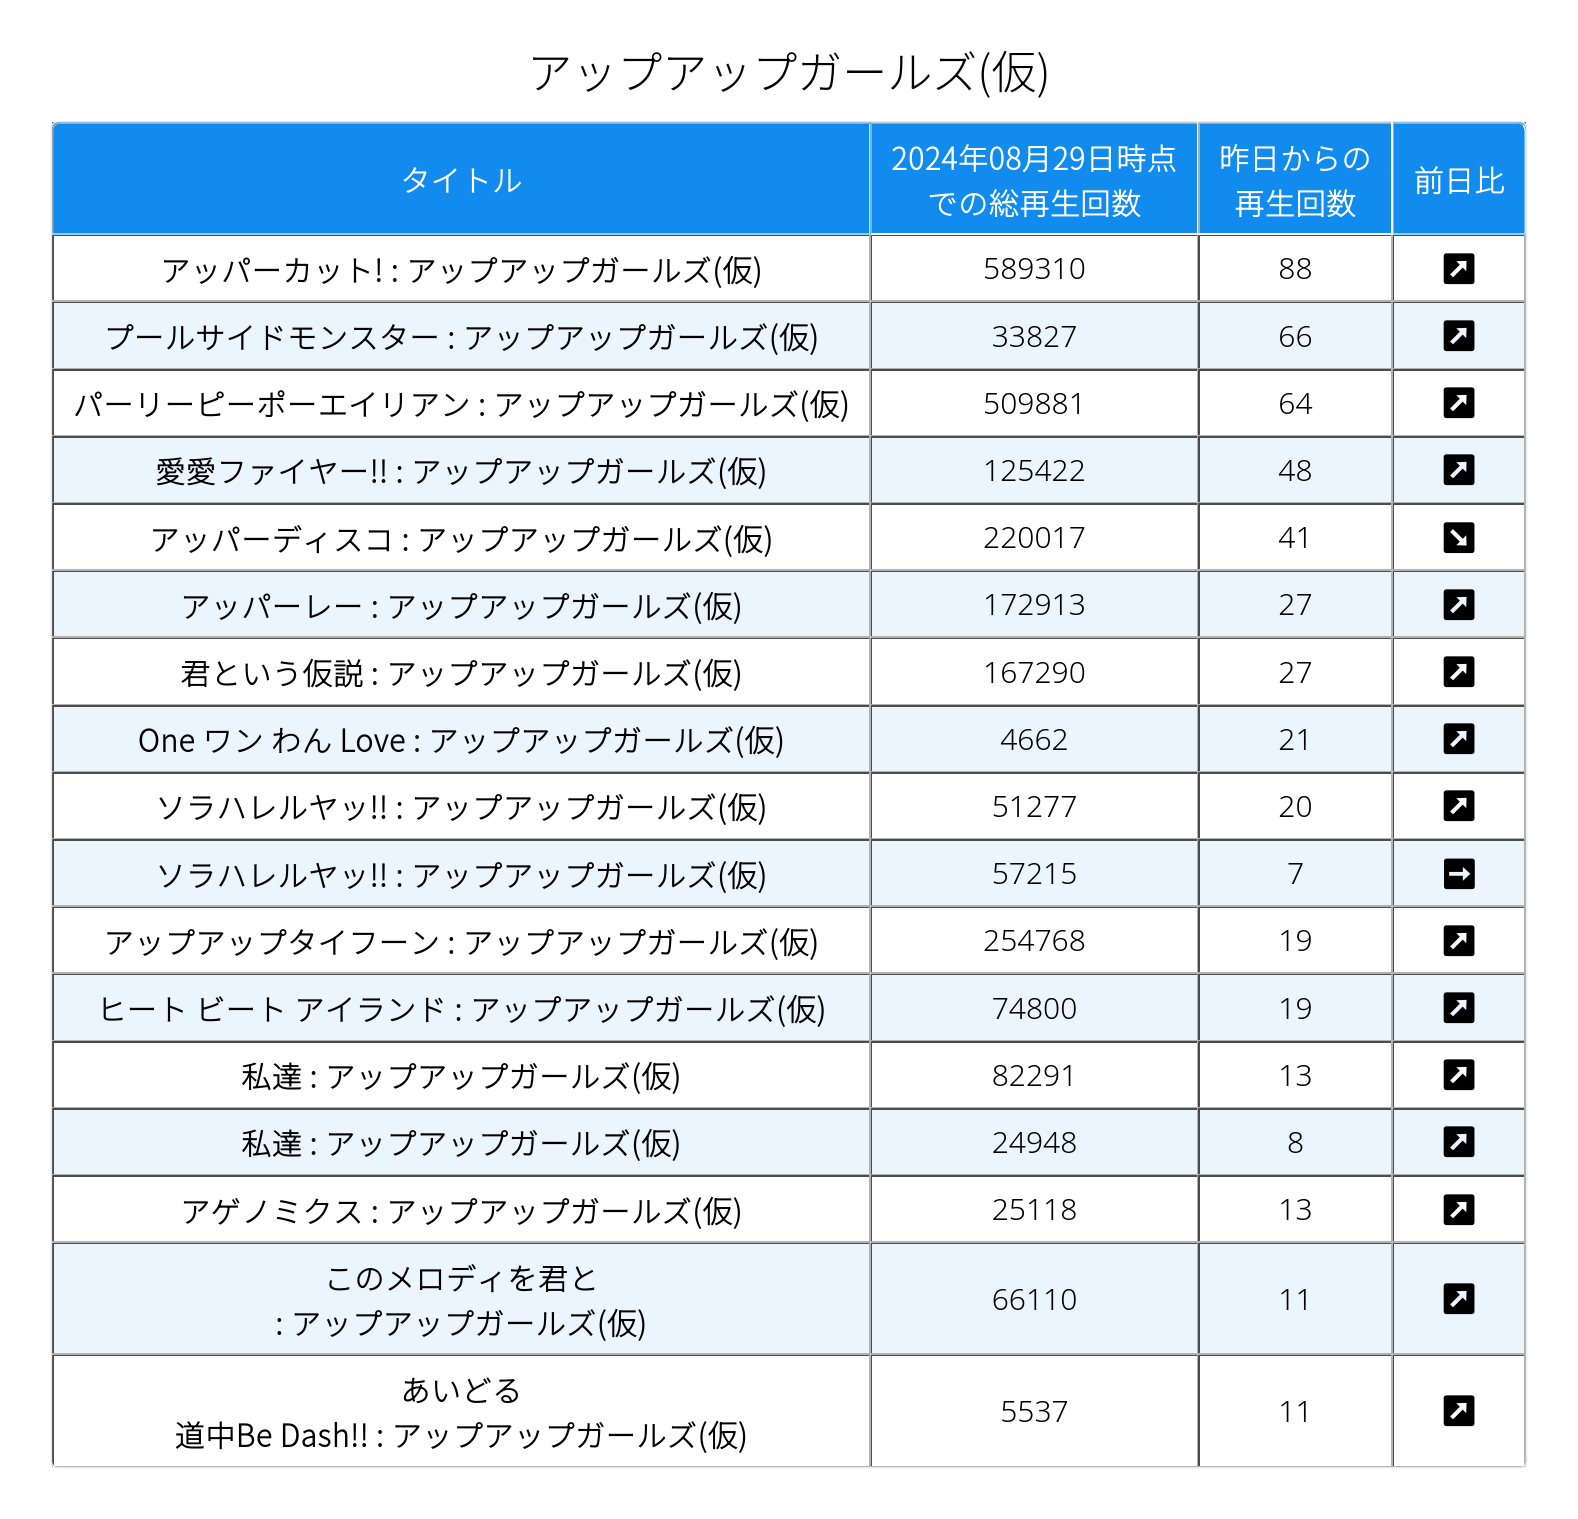 アップアップガールズ(仮)
タイトル
2024年08月29日時点
での総再生回数
昨日からの
再生回数
前日比
アッパーカット! : アップアップガールズ(仮) 589310 88
プールサイドモンスター : アップアップガールズ(仮) 33827 66
パーリーピーポーエイリアン : アップアップガールズ(仮) 509881 64
愛愛ファイヤー!! : アップアップガールズ(仮) 125422 48
アッパーディスコ : アップアップガールズ(仮) 220017 41
アッパーレー : アップアップガールズ(仮) 172913 27
君という仮説 : アップアップガールズ(仮) 167290 27
One ワン わん Love : アップアップガールズ(仮) 4662 21
ソラハレルヤッ!! : アップアップガールズ(仮) 51277 20
ソラハレルヤッ!! : アップアップガールズ(仮) 57215 7
アップアップタイフーン : アップアップガールズ(仮) 254768 19
ヒート ビート アイランド : アップアップガールズ(仮) 74800 19
私達 : アップアップガールズ(仮) 82291 13
私達 : アップアップガールズ(仮) 24948 8
アゲノミクス : アップアップガールズ(仮) 25118 13
このメロディを君と
: アップアップガールズ(仮) 66110 11
あいどる
道中Be Dash!! : アップアップガールズ(仮) 5537 11